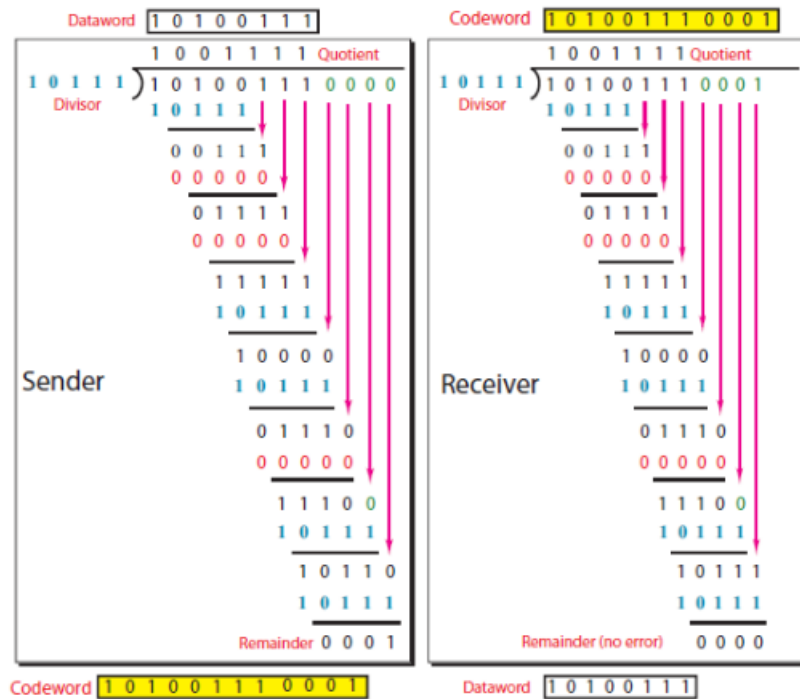 Dataword 1 0 1 0 0 1 1 1
1 0 0 1 1 1 1 Quotient
1 0 1 1 1 ) 1 0 1 0 0 1 1 1 0 0 0 0
Divisor 1 0 1 1 1
0 0 1 1 1
0 0 0 0 0
0 1 1 1 1
0 0 0 0 0
1 1 1 1 1
1 0 1 1 1
1 0 0 0 0
Sender 1 0 1 1 1
0 1 1 1 0
0 0 0 0 0
1 1 1 0 0
1 0 1 1 1
1 0 1 1 0
1 0 1 1 1
Remainder 0 0 0 1
Codeword 1 0 1 0 0 1 1 1 0 0 0 1
Codeword 1 0 1 0 0 1 1 1 0 0 0 1
1 0 0 1 1 1 1 Quotient
1 0 1 1 1 ) 1 0 1 0 0 1 1 1 0 0 0 1
Divisor 1 0 1 1 1
0 0 1 1 1
0 0 0 0 0
0 1 1 1 1
0 0 0 0 0
1 1 1 1 1
1 0 1 1 1
1 0 0 0 0
Receiver 1 0 1 1 1
0 1 1 1 0
0 0 0 0 0
1 1 1 0 0
1 0 1 1 1
1 0 1 1 1
1 0 1 1 1
Remainder (no error) 0 0 0 0
Dataword 1 0 1 0 0 1 1 1